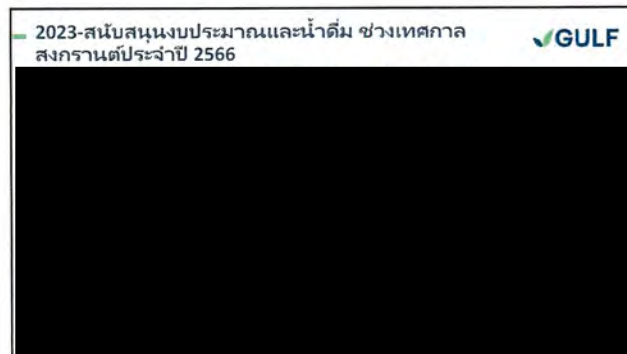 2023-สนับสนุนงบประมาณและน้ำดื่ม ช่วงเทศกาล
สงกรานต์ประจำปี 2566
GULF